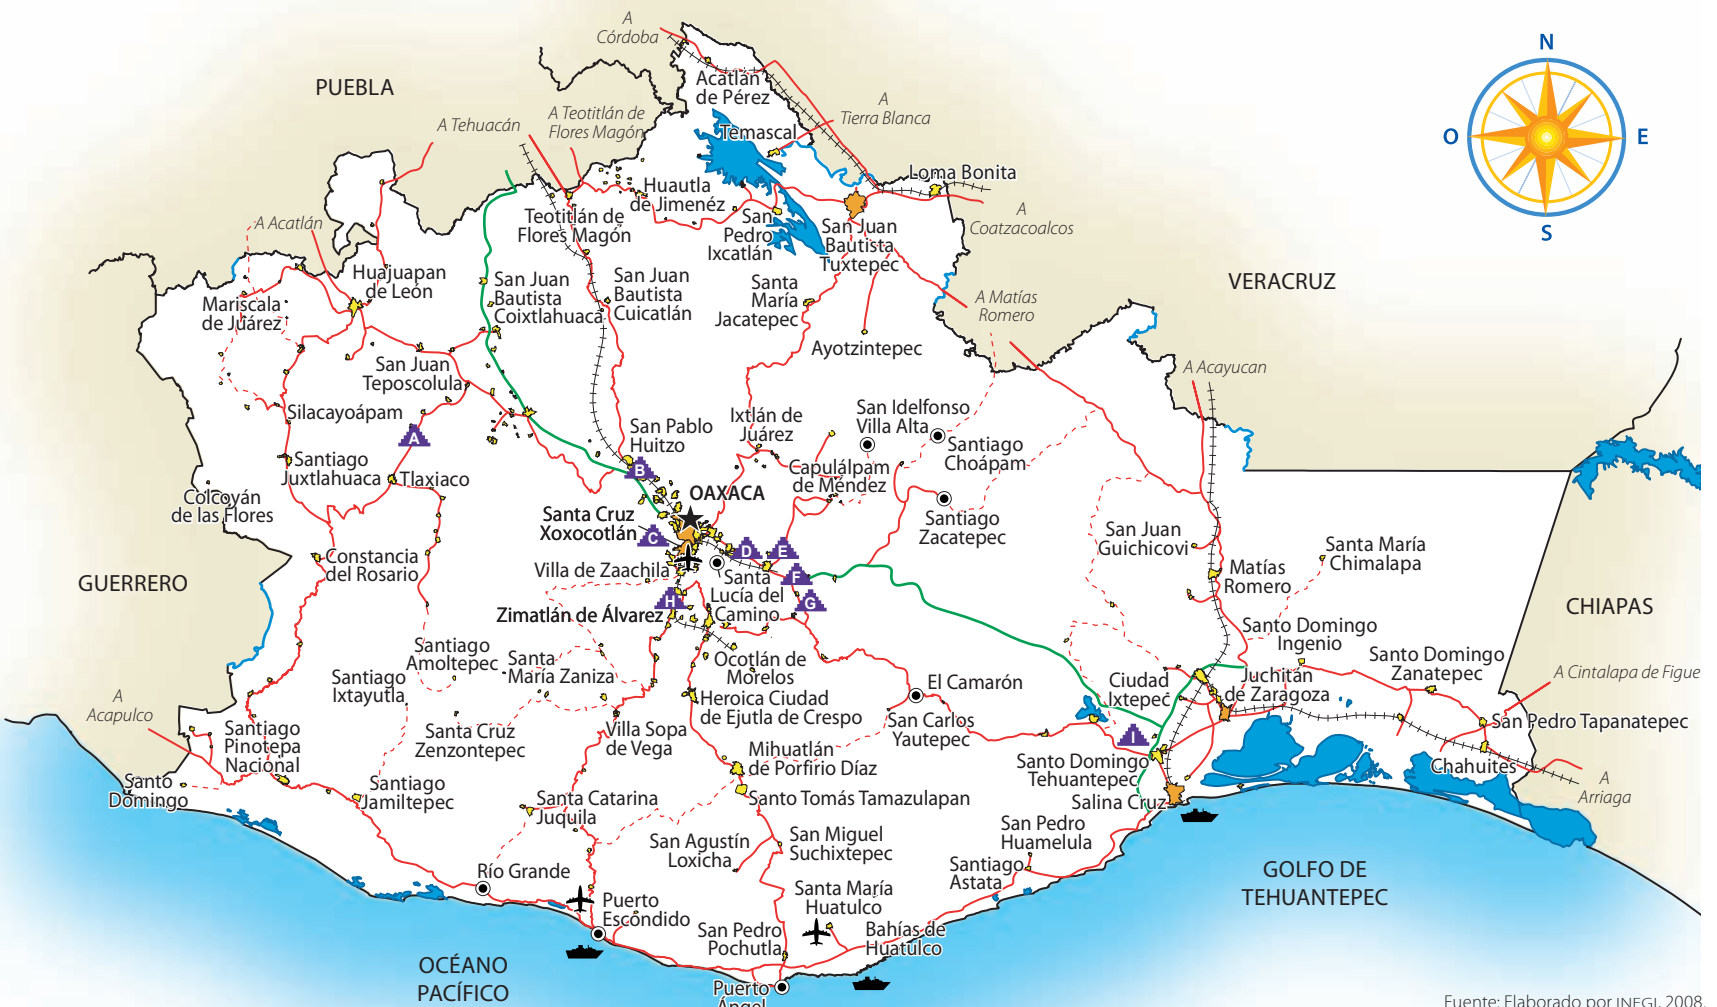 A
Córdoba
PUEBLA
Acatlán
de Pérez
A Teotitlán de
Flores Magón
A Tehuacán
A
Tierra Blanca
Temascal
N
O
E
S
Loma Bonita
Huautla
de Jimenéz
A
Coatzacoalcos
A Acatlán
Teotitlán de
Flores Magón
San
Pedro
Ixcatlán
San Juan
Bautista
Tuxtepec
Huajuapan
de León
San Juan
Bautista
Coixtlahuaca
San Juan
Bautista
Cuicatlán
Santa
María
Jacatepec
VERACRUZ
A Matías
Romero
Mariscala
de Juárez
Ayotzintepec
San Juan
Teposcolula
A Acayucan
Silacayoápam
Ixtlán de
Juárez
San Idelfonso
Villa Alta
San Pablo
Huitzo
Santiago
Choápam
A
B
Santiago
Juxtlahuaca
Tlaxiaco
Capulálpam
de Méndez
Colcoyán
de las Flores
OAXACA
Santa Cruz
Xoxocotlán
Santiago
Zacatepec
San Juan
Guichicovi
Santa María
Chimalapa
C
D
E
F
G
H
Constancia
del Rosario
Villa de Zaachila
Santa
Lucía del
Camino
Matías
Romero
GUERRERO
CHIAPAS
Zimatlán de Álvarez
Santo Domingo
Ingenio
Santiago
Amoltepec
Santa
María Zaniza
Ocotlán de
Morelos
Santo Domingo
Zanatepec
A Cintalapa de Figue
Santiago
Ixtayutla
El Camarón
Ciudad
Ixtepec
Juchitán
de Zaragoza
A
Acapulco
Heroica Ciudad
de Ejutla de Crespo
San Carlos
Yautepec
San Pedro Tapanatepec
Santiago
Pinotepa
Nacional
Santa Cruz
Zenzontepec
Villa Sopa
de Vega
I
Mihuatlán
de Porfirio Díaz
Santo Domingo
Tehuantepec
Chahuites
Santo
Domingo
Santiago
Jamiltepec
Santa Catarina
Juquila
Santo Tomás Tamazulapan
Salina Cruz
A
Arriaga
San Agustín
Loxicha
San Miguel
Suchixtepec
San Pedro
Huamelula
Río Grande
Santiago
Astata
GOLFO DE
TEHUANTEPEC
Santa María
Huatulco
Puerto
Escondido
San Pedro
Pochutla
Bahías de
Huatulco
OCÉANO
PACÍFICO
Puerto
Ángel
Fuente: Elaborado por INEGI, 2008.